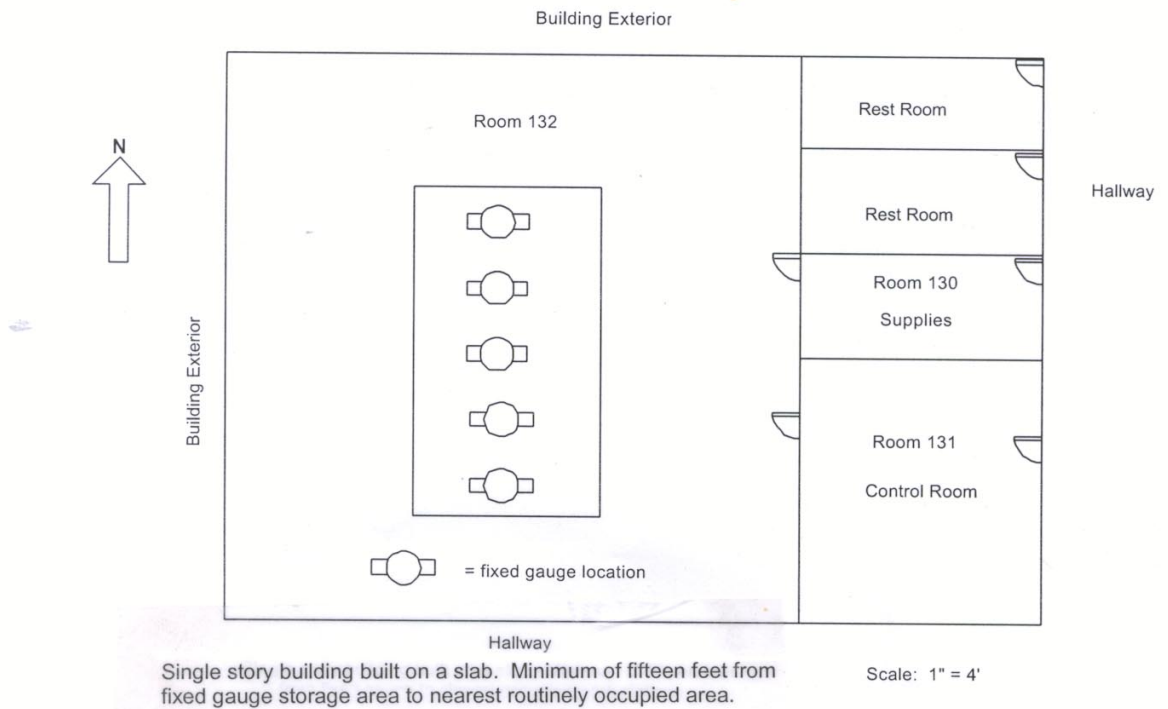 Building Exterior
Room 132
Rest Room
N
Hallway
Rest Room
Room 130
Supplies
Building Exterior
Room 131
Control Room
= fixed gauge location
Hallway
Single story building built on a slab. Minimum of fifteen feet from
fixed gauge storage area to nearest routinely occupied area.
Scale: 1" = 4'